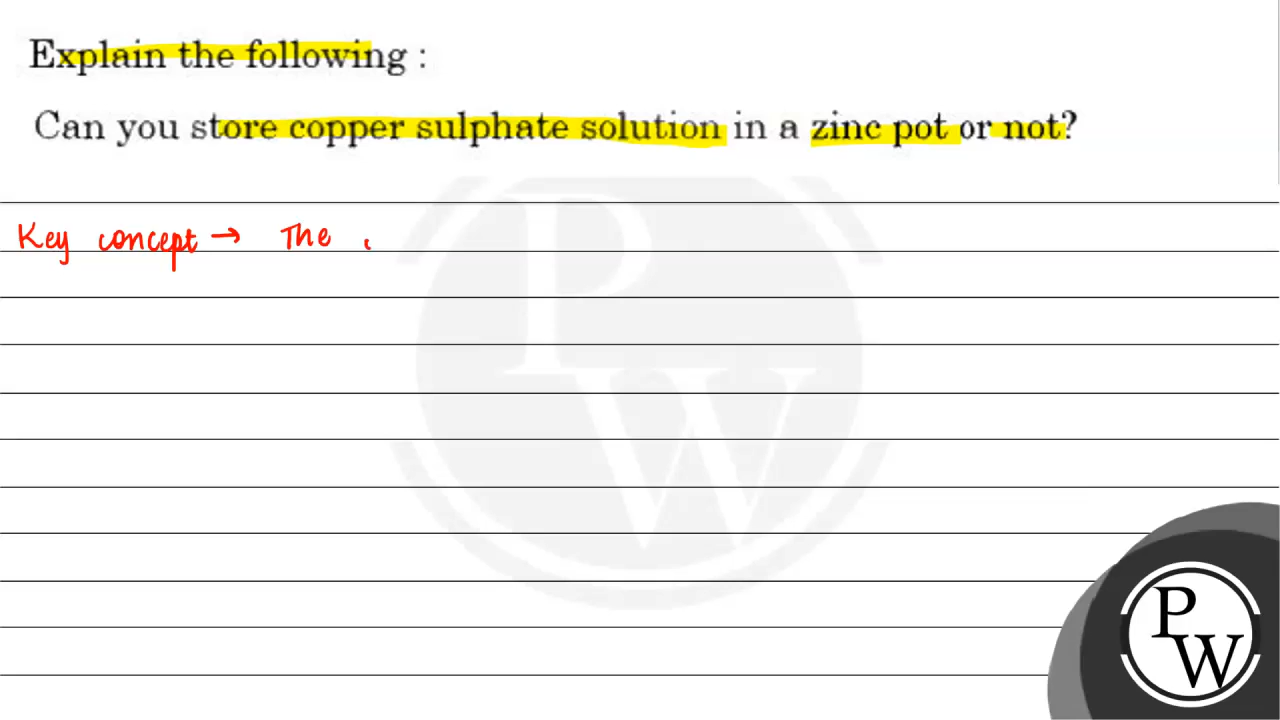 Explain the following :
Can you store copper sulphate solution in a zinc pot or not?
Key concept → The
P
W
P
W